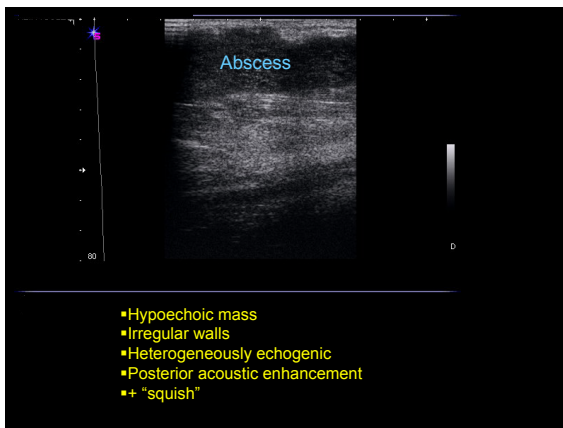 Abscess
80
D
▪Hypoechoic mass
▪Irregular walls
▪Heterogeneously echogenic
▪Posterior acoustic enhancement
▪+ “squish”